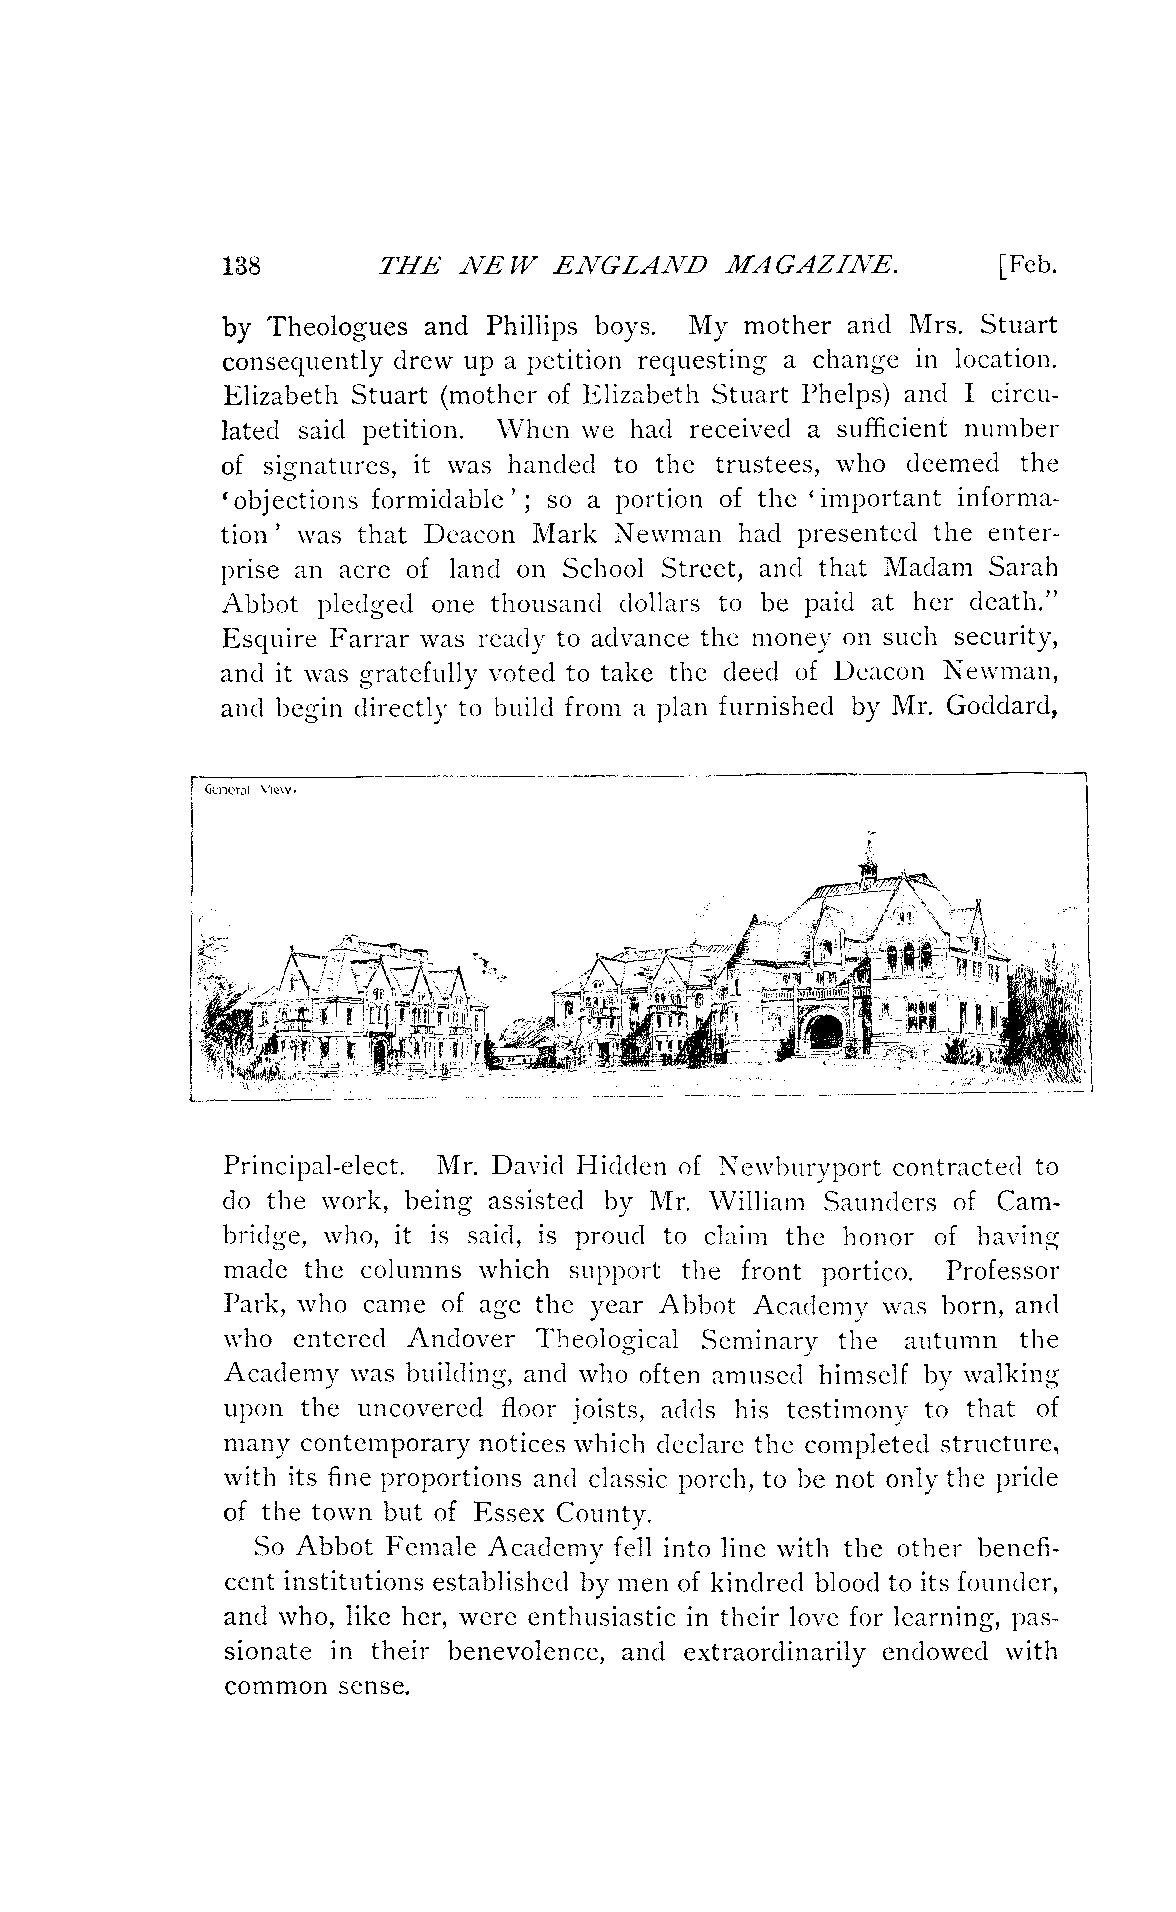 138 THE NEW ENGLAND MAGAZINE. [Feb.
by Theologues and Phillips boys. My mother and Mrs. Stuart
consequently drew up a petition requesting a change in location.
Elizabeth Stuart (mother of Elizabeth Stuart Phelps) and I circu-
lated said petition. When we had received a sufficient number
of signatures, it was handed to the trustees, who deemed the
‘objections formidable’; so a portion of the ‘important informa-
tion’ was that Deacon Mark Newman had presented the enter-
prise an acre of land on School Street, and that Madam Sarah
Abbot pledged one thousand dollars to be paid at her death.”
Esquire Farrar was ready to advance the money on such security,
and it was gratefully voted to take the deed of Deacon Newman,
and begin directly to build from a plan furnished by Mr. Goddard,
General View.
Principal-elect. Mr. David Hidden of Newburyport contracted to
do the work, being assisted by Mr. William Saunders of Cam-
bridge, who, it is said, is proud to claim the honor of having
made the columns which support the front portico. Professor
Park, who came of age the year Abbot Academy was born, and
who entered Andover Theological Seminary the autumn the
Academy was building, and who often amused himself by walking
upon the uncovered floor joists, adds his testimony to that of
many contemporary notices which declare the completed structure,
with its fine proportions and classic porch, to be not only the pride
of the town but of Essex County.
So Abbot Female Academy fell into line with the other benefi-
cent institutions established by men of kindred blood to its founder,
and who, like her, were enthusiastic in their love for learning, pas-
sionate in their benevolence, and extraordinarily endowed with
common sense.